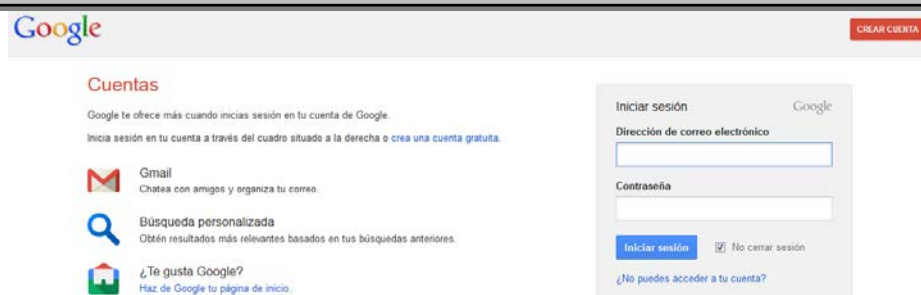 Google
CREAR CUENTA
Cuentas
Google te ofrece más cuando inicias sesión en tu cuenta de Google.
Inicia sesión en tu cuenta a través del cuadro situado a la derecha o crea una cuenta gratuita.
Gmail
Chatea con amigos y organiza tu correo.
Búsqueda personalizada
Obtén resultados más relevantes basados en tus búsquedas anteriores.
¿Te gusta Google?
Haz de Google tu página de inicio.
Iniciar sesión Google
Dirección de correo electrónico
Contraseña
Iniciar sesión No cerrar sesión
¿No puedes acceder a tu cuenta?